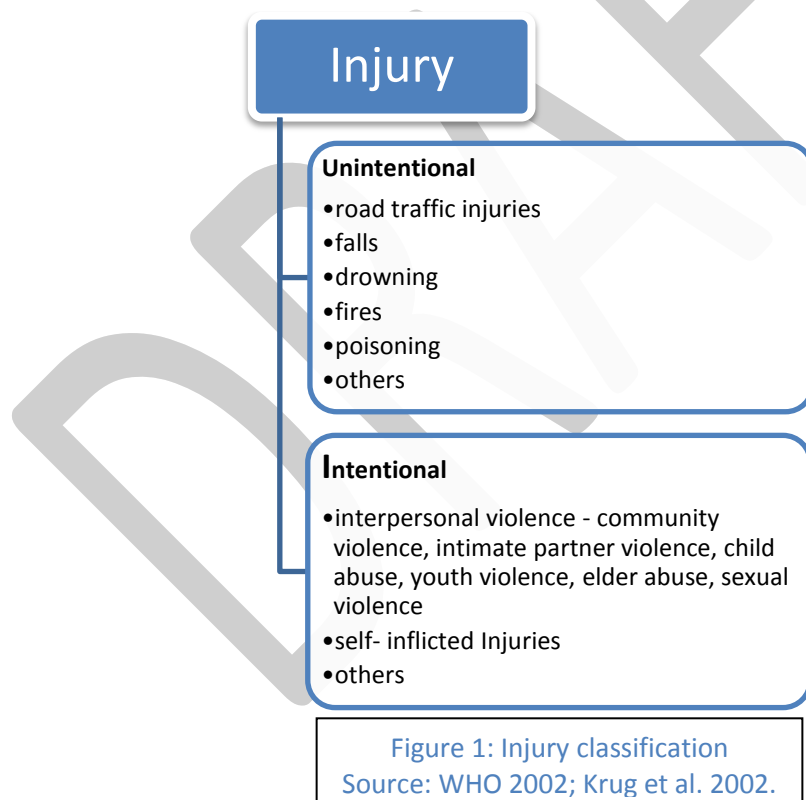 Injury
Unintentional
•road traffic injuries
•falls
•drowning
•fires
•poisoning
•others
Intentional
•interpersonal violence - community
violence, intimate partner violence, child
abuse, youth violence, elder abuse, sexual
violence
•self- inflicted Injuries
•others
Figure 1: Injury classification
Source: WHO 2002; Krug et al. 2002.